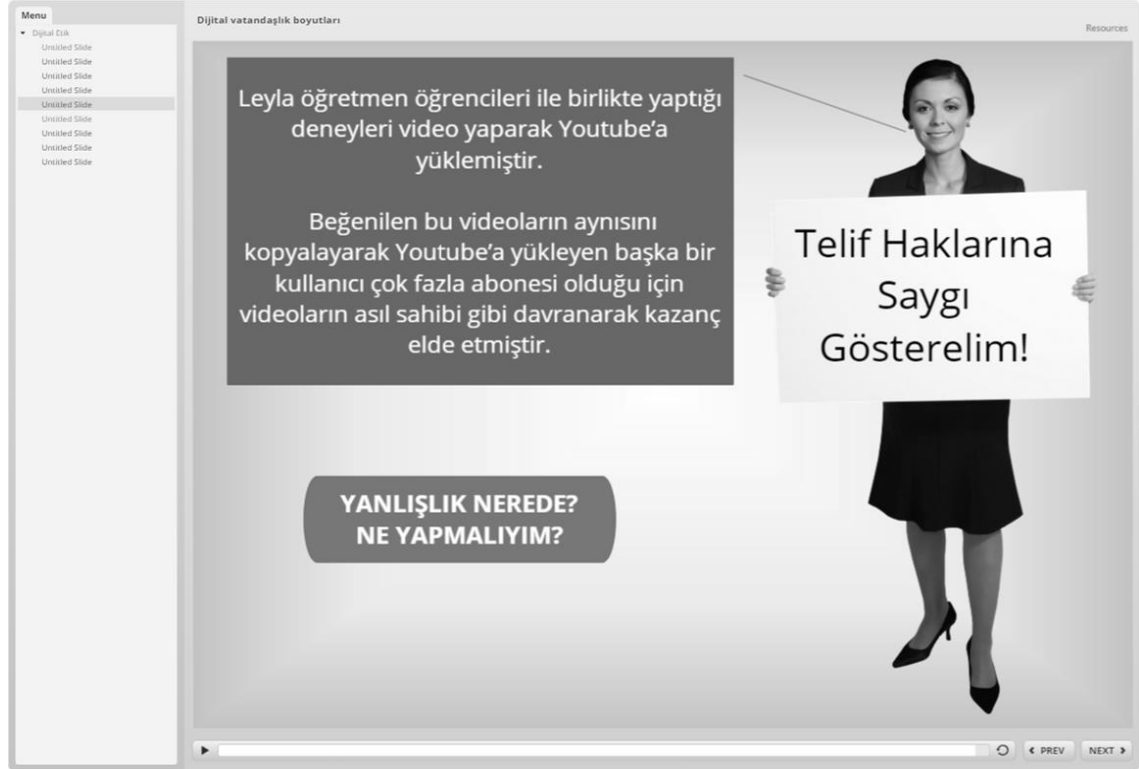 Menu
Dijital Etik
Untitled Slide
Untitled Slide
Untitled Slide
Untitled Slide
Untitled Slide
Untitled Slide
Untitled Slide
Untitled Slide
Untitled Slide
Dijital vatandaşlık boyutları
Resources
Leyla öğretmen öğrencileri ile birlikte yaptığı
deneyleri video yaparak Youtube’a
yüklemiştir.
Beğenilen bu videoların aynısını
kopyalayarak Youtube’a yükleyen başka bir
kullanıcı çok fazla abonesi olduğu için
videoların asıl sahibi gibi davranarak kazanç
elde etmiştir.
Telif Haklarına
Saygı
Gösterelim!
YANLIŞLIK NEREDE?
NE YAPMALIYIM?
PREV
NEXT